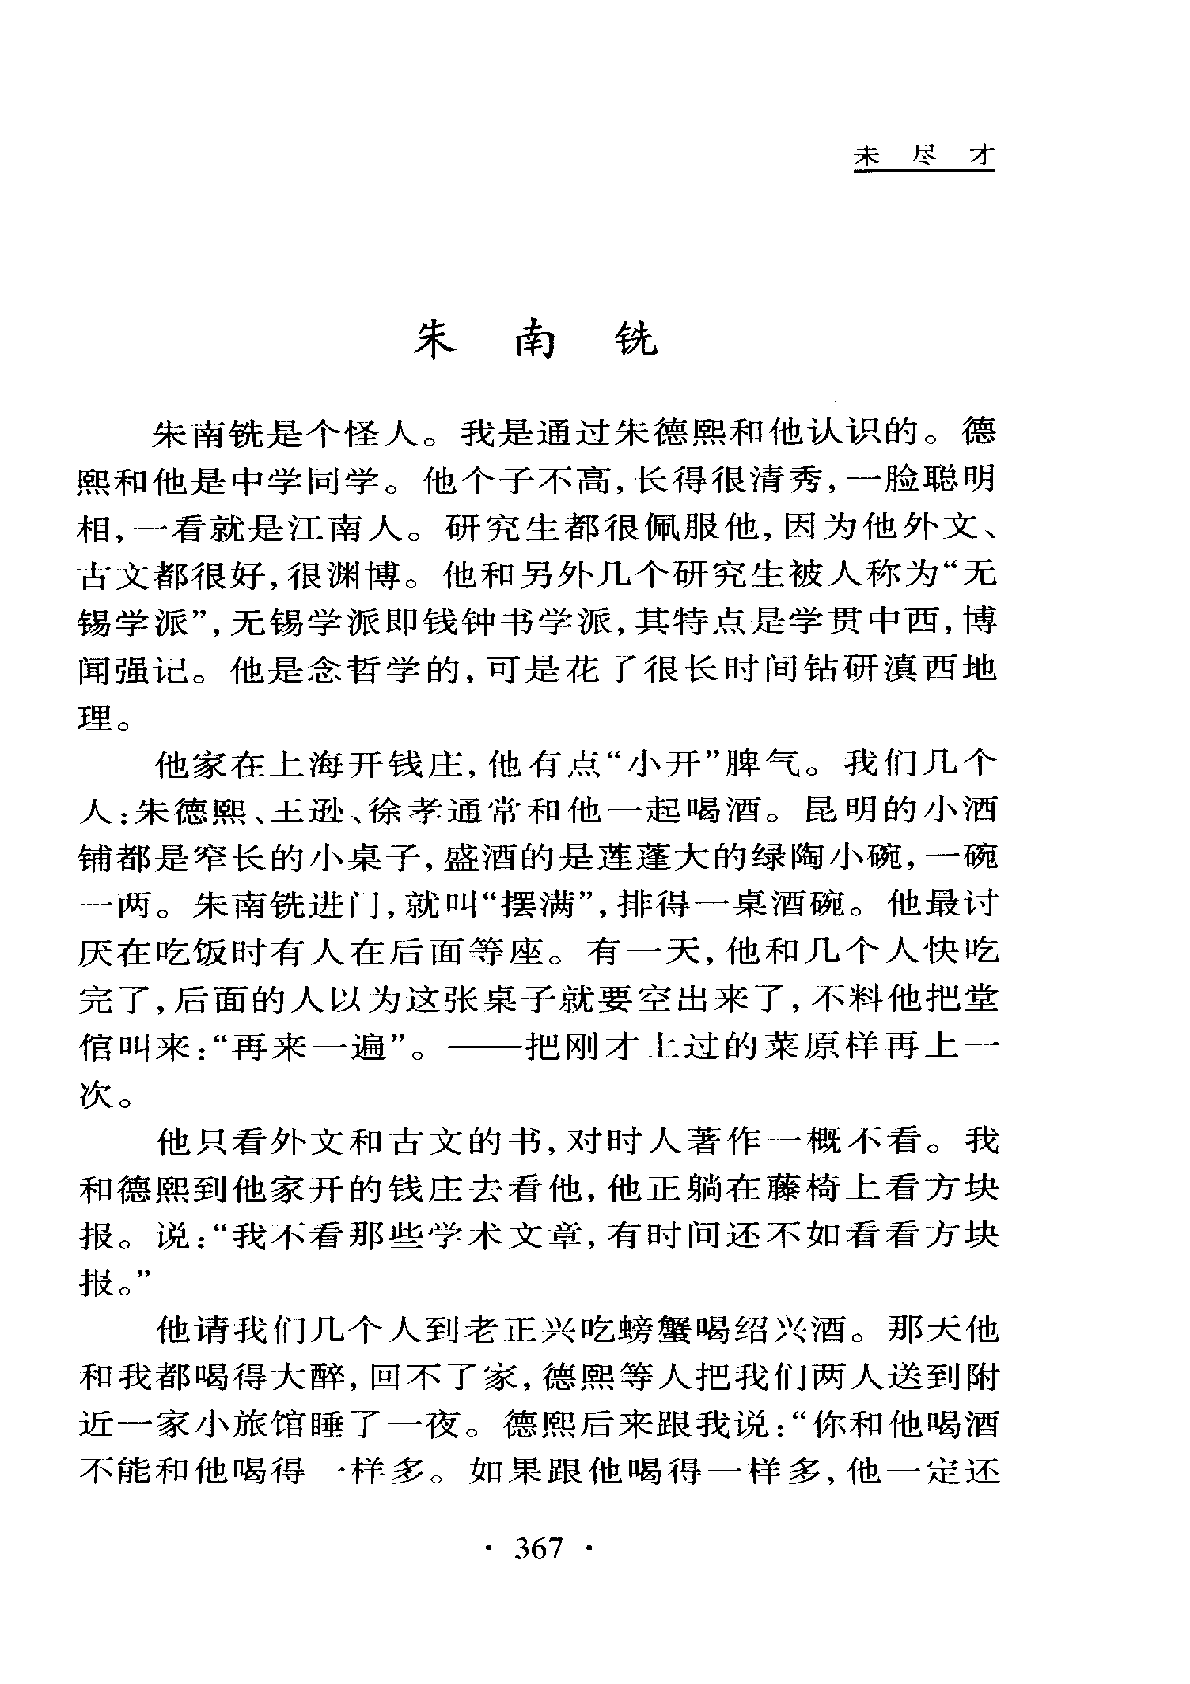 未尽才
朱南铣
朱南铣是个怪人。我是通过朱德熙和他认识的。德
熙和他是中学同学。他个子不高,长得很清秀,一脸聪明
相,一看就是江南人。研究生都很佩服他,因为他外文、
古文都很好,很渊博。他和另外几个研究生被人称为“无
锡学派”,无锡学派即钱钟书学派,其特点是学贯中西,博
闻强记。他是念哲学的,可是花了很长时间钻研滇西地
理。
他家在上海开钱庄,他有点“小开”脾气。我们几个
人:朱德熙、王逊、徐孝通常和他一起喝酒。昆明的小酒
铺都是窄长的小桌子,盛酒的是莲蓬大的绿陶小碗,一碗
一两。朱南铣进门,就叫“摆满”,排得一桌酒碗。他最讨
厌在吃饭时有人在后面等座。有一天,他和几个人快吃
完了,后面的人以为这张桌子就要空出来了,不料他把堂
倌叫来:“再来一遍”。——把刚才上过的菜原样再上一
次。
他只看外文和古文的书,对时人著作一概不看。我
和德熙到他家开的钱庄去看他,他正躺在藤椅上看方块
报。说:“我不看那些学术文章,有时间还不如看看方块
报。”
他请我们几个人到老正兴吃螃蟹喝绍兴酒。那天他
和我都喝得大醉,回不了家,德熙等人把我们两人送到附
近一家小旅馆睡了一夜。德熙后来跟我说:“你和他喝酒
不能和他喝得一样多。如果跟他喝得一样多,他一定还
· 367 ·